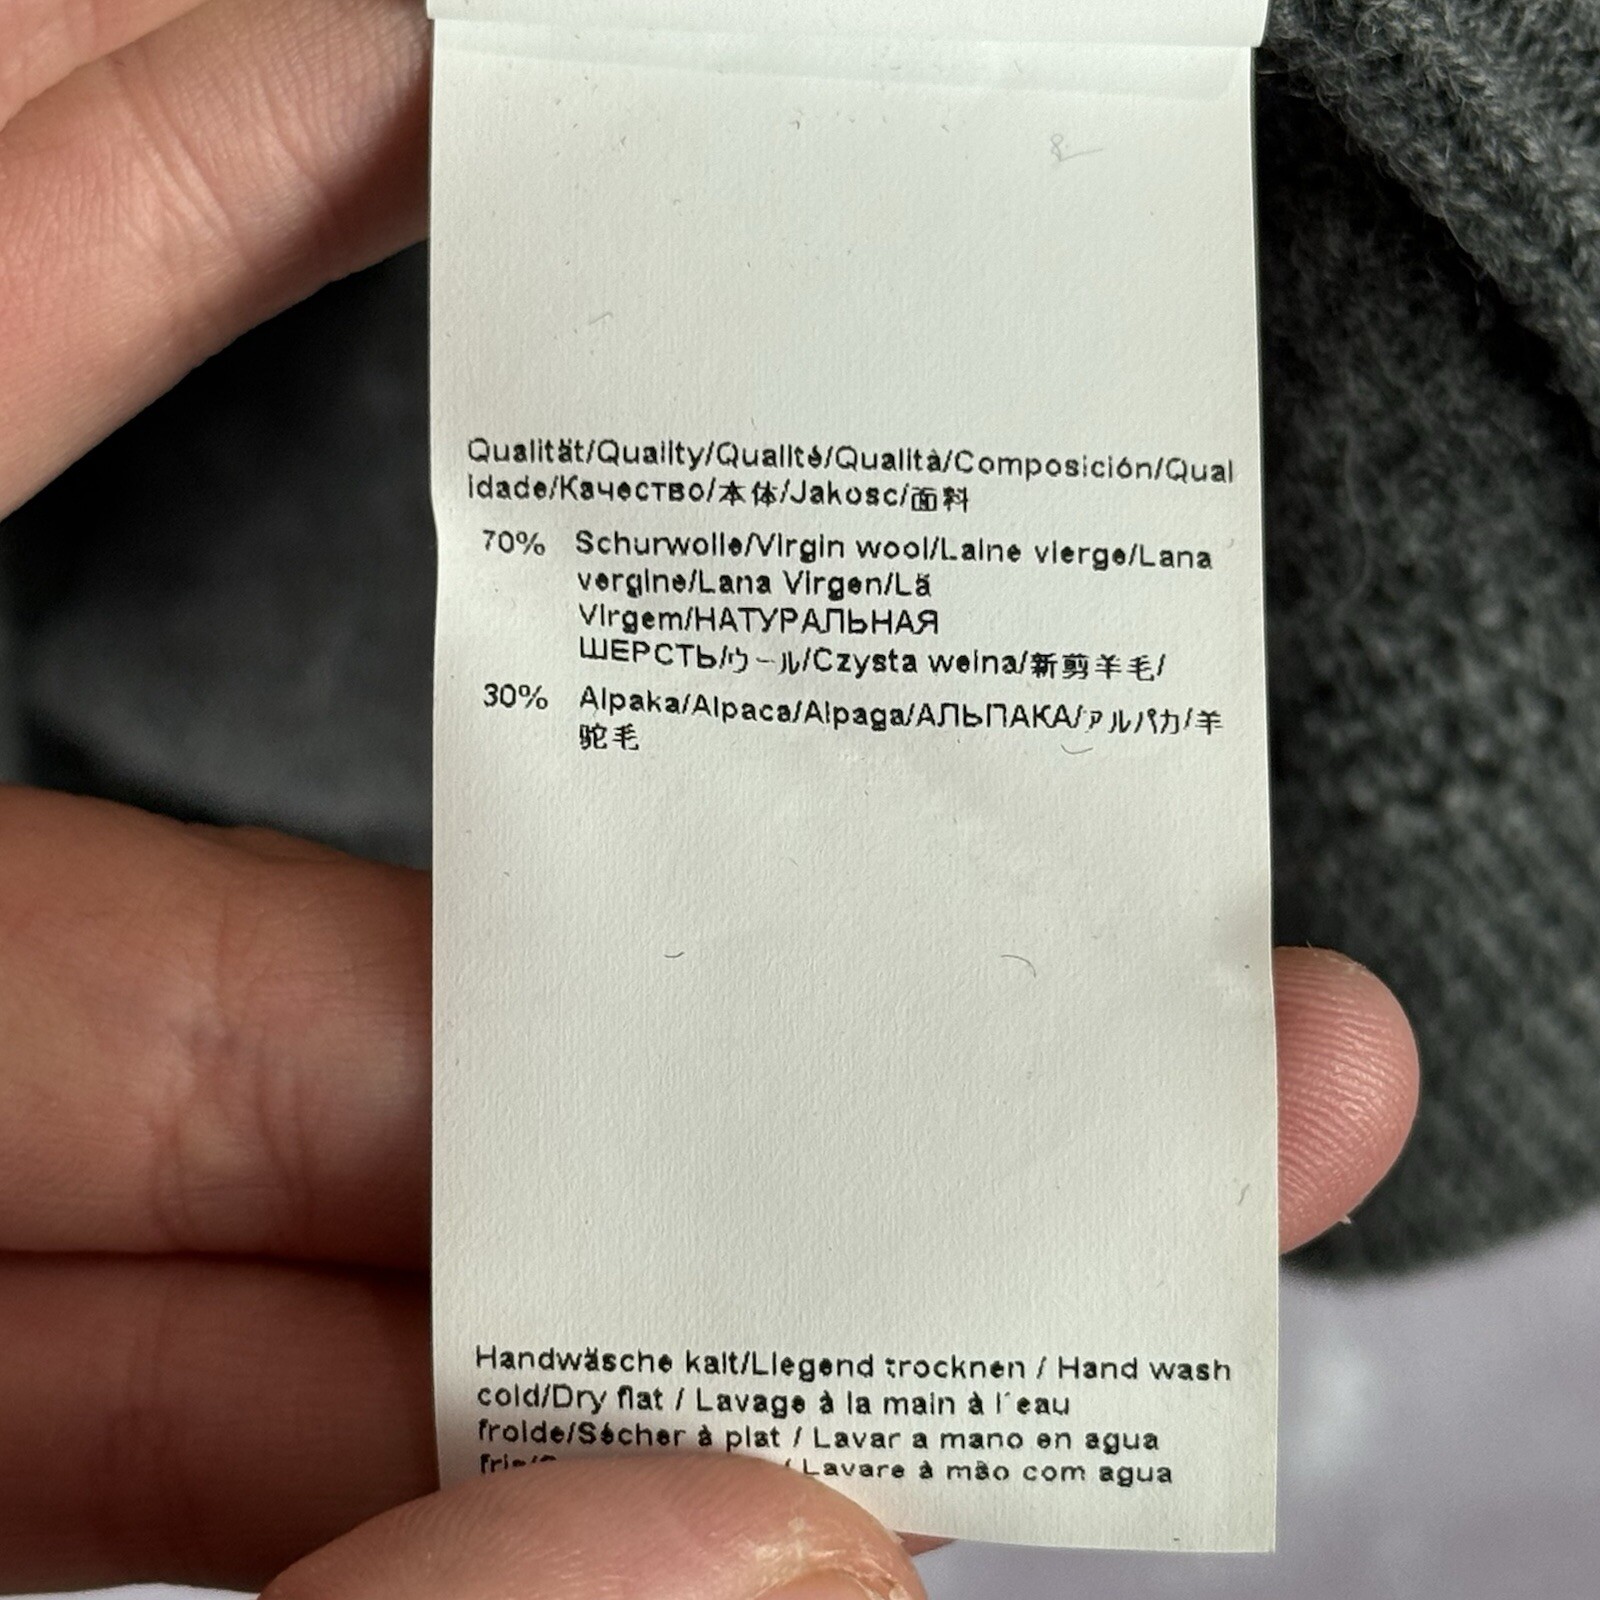 Qualität/Quailty/Qualité/Qualità/Composición/Qual
idade/Качество/本体/Jakosc/面料
70% Schurwolle/Virgin wool/Laine vierge/Lana
vergine/Lana Virgen/Lä
Virgem/НАТУРАЛЬНАЯ
ШЕРСТЬ/ウール/Czysta welna/新剪羊毛/
30% Alpaka/Alpaca/Alpaga/АЛЬПАКА/アルパカ/羊
驼毛
Handwäsche kalt/Liegend trocknen / Hand wash
cold/Dry flat / Lavage à la main à l´eau
froide/Sécher à plat / Lavar a mano en agua
/ Lavare à mão com agua